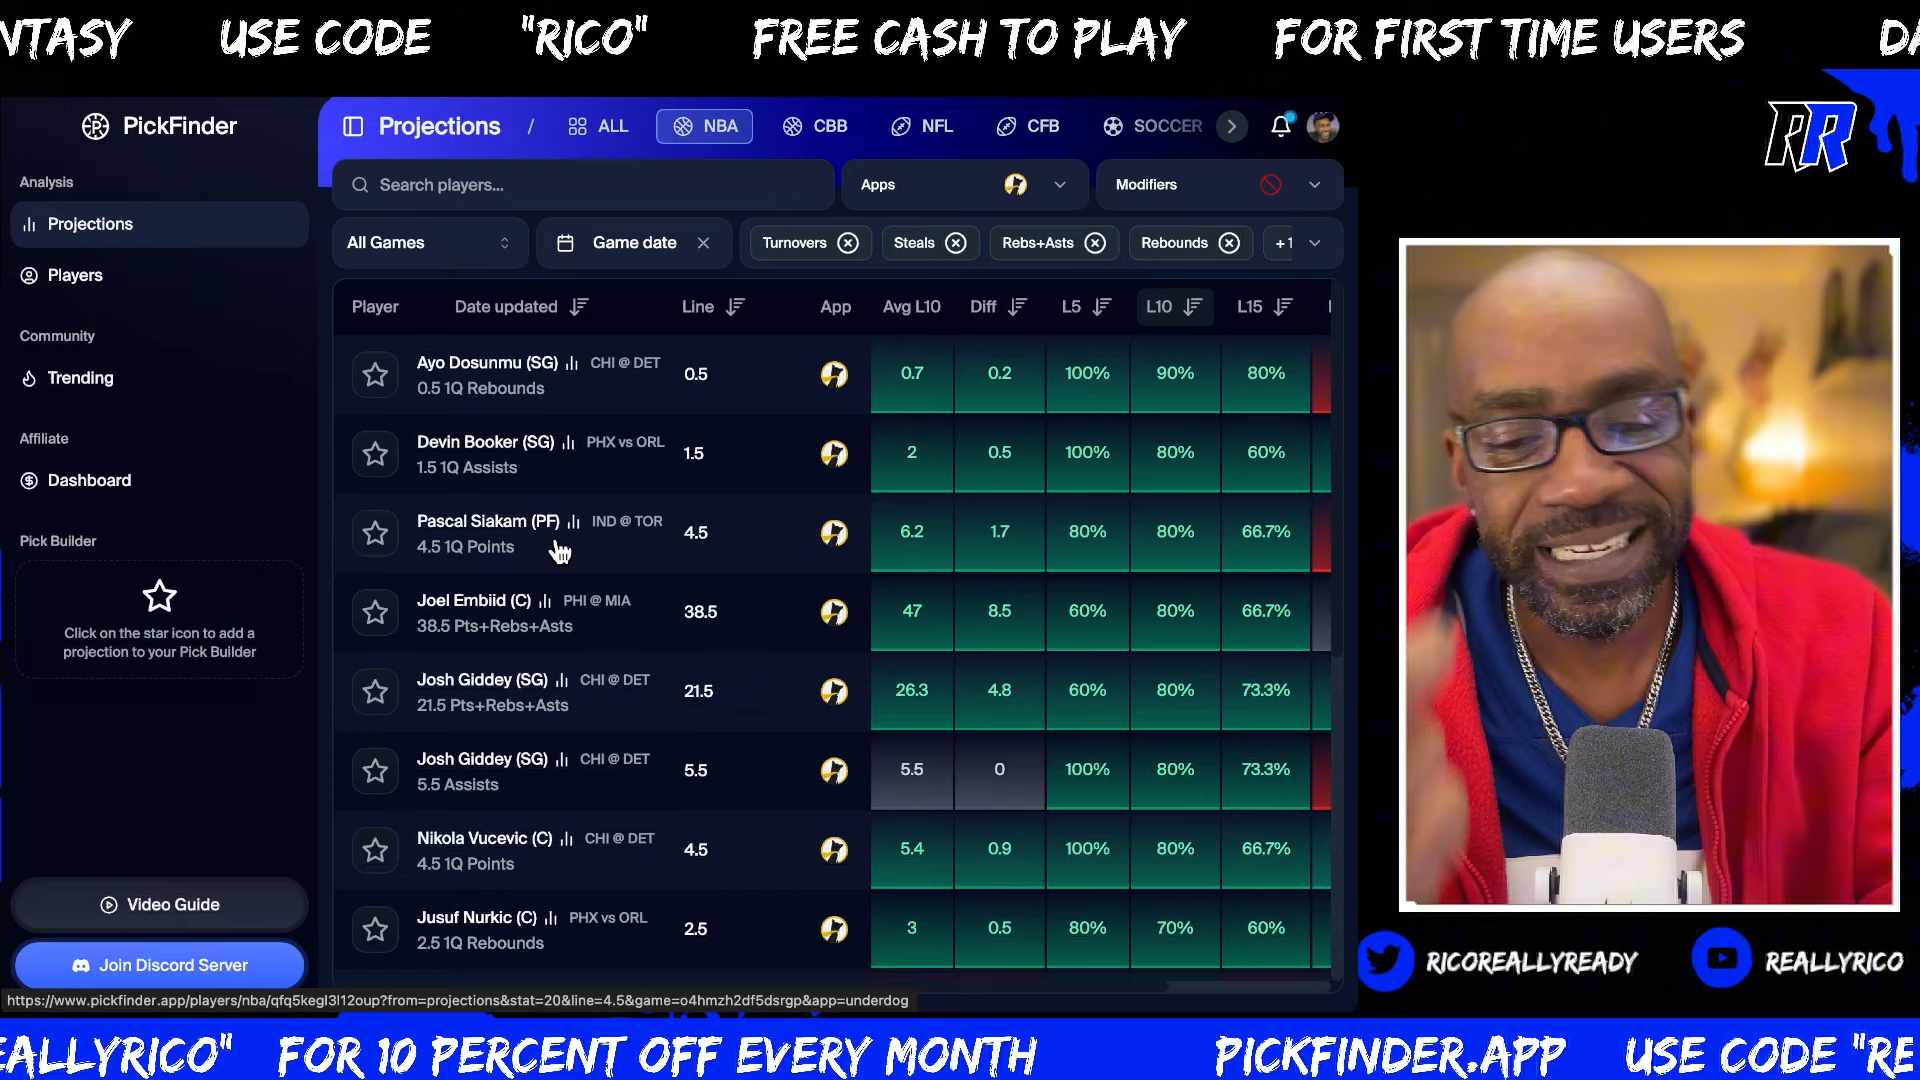 NTASY USE CODE "RICO" FREE CASH TO PLAY FOR FIRST TIME USERS DA
PickFinder
Projections / ALL NBA CBB NFL CFB SOCCER
RR
Analysis
Projections
Players
Community
Trending
Affiliate
Dashboard
Pick Builder
Click on the star icon to add a
projection to your Pick Builder
Video Guide
Join Discord Server
Search players... Apps Modifiers
All Games Game date Turnovers Steals Rebs+Asts Rebounds +1
Player Date updated Line App Avg L10 Diff L5 L10 L15
Ayo Dosunmu (SG) CHI @ DET
0.5 1Q Rebounds
0.5 0.7 0.2 100% 90% 80%
Devin Booker (SG) PHX vs ORL
1.5 1Q Assists
1.5 2 0.5 100% 80% 60%
Pascal Siakam (PF) IND @ TOR
4.5 1Q Points
4.5 6.2 1.7 80% 80% 66.7%
Joel Embiid (C) PHI @ MIA
38.5 Pts+Rebs+Asts
38.5 47 8.5 60% 80% 66.7%
Josh Giddey (SG) CHI @ DET
21.5 Pts+Rebs+Asts
21.5 26.3 4.8 60% 80% 73.3%
Josh Giddey (SG) CHI @ DET
5.5 Assists
5.5 5.5 0 100% 80% 73.3%
Nikola Vucevic (C) CHI @ DET
4.5 1Q Points
4.5 5.4 0.9 100% 80% 66.7%
Jusuf Nurkic (C) PHX vs ORL
2.5 1Q Rebounds
2.5 3 0.5 80% 70% 60%
RICOREALLYREADY REALLYRICO
https://www.pickfinder.app/players/nba/qfq5kegl3l12oup?from=projections&stat=20&line=4.5&game=o4hmzh2df5dsrgp&app=underdog
EALLYRICO" FOR 10 PERCENT OFF EVERY MONTH PICKFINDER.APP USE CODE "RE